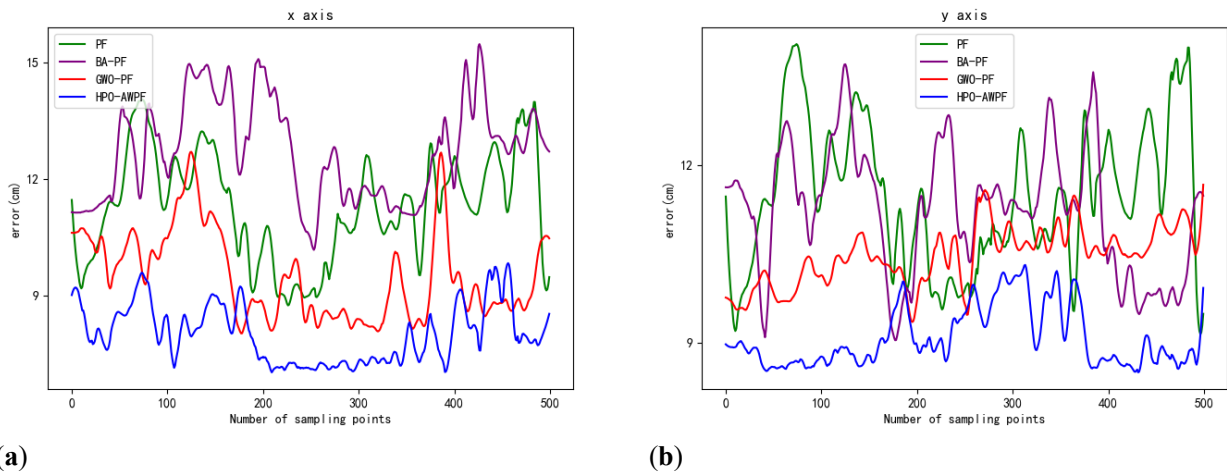 x axis
PF
BA-PF
GWO-PF
HPO-AWPF
15
12
9
error(cm)
0
100
200
300
400
500
Number of sampling points
(a)
y axis
PF
BA-PF
GWO-PF
HPO-AWPF
12
9
error(cm)
0
100
200
300
400
500
Number of sampling points
(b)